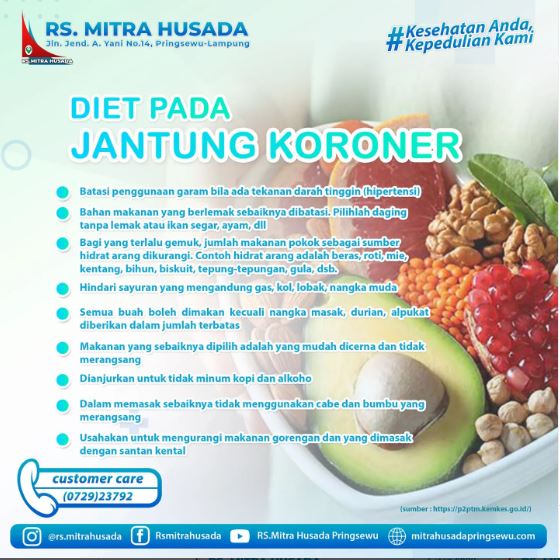 RS. MITRA HUSADA
Jln. Jend. A. Yani No.14, Pringsewu-Lampung
RS. MITRA HUSADA
#Kesehatan Anda,
Kepedulian Kami
DIET PADA
JANTUNG KORONER
Batasi penggunaan garam bila ada tekanan darah tinggin (hipertensi)
Bahan makanan yang berlemak sebaiknya dibatasi. Pilihlah daging
tanpa lemak atau ikan segar, ayam, dll
Bagi yang terlalu gemuk, jumlah makanan pokok sebagai sumber
hidrat arang dikurangi. Contoh hidrat arang adalah beras, roti, mie,
kentang, bihun, biskuit, tepung-tepungan, gula, dsb.
Hindari sayuran yang mengandung gas, kol, lobak, nangka muda
Semua buah boleh dimakan kecuali nangka masak, durian, alpukat
diberikan dalam jumlah terbatas
Makanan yang sebaiknya dipilih adalah yang mudah dicerna dan tidak
merangsang
Dianjurkan untuk tidak minum kopi dan alkoho
Dalam memasak sebaiknya tidak menggunakan cabe dan bumbu yang
merangsang
Usahakan untuk mengurangi makanan gorengan dan yang dimasak
dengan santan kental
customer care
(0729)23792
(sumber : https://p2ptm.kemkes.go.id/)
@rs.mitrahusada
Rsmitrahusada
RS.Mitra Husada Pringsewu
mitrahusadapringsewu.com